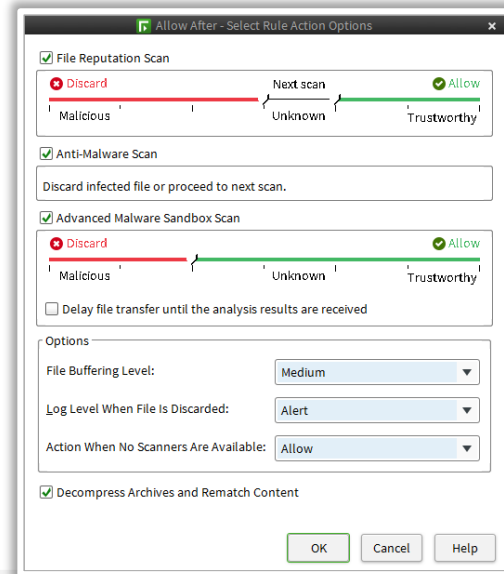 Allow After - Select Rule Action Options
File Reputation Scan
Discard Next scan Allow
Malicious Unknown Trustworthy
Anti-Malware Scan
Discard infected file or proceed to next scan.
Advanced Malware Sandbox Scan
Discard Allow
Malicious Unknown Trustworthy
Delay file transfer until the analysis results are received
Options
File Buffering Level: Medium
Log Level When File Is Discarded: Alert
Action When No Scanners Are Available: Allow
Decompress Archives and Rematch Content
OK Cancel Help